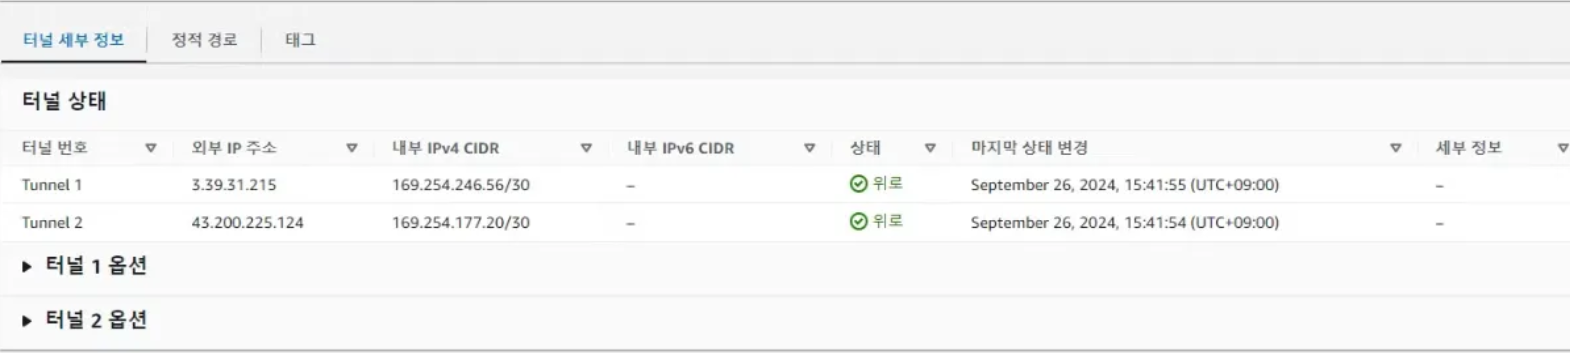 터널 세부 정보 정적 경로 태그
터널 상태
터널 번호 외부 IP 주소 내부 IPv4 CIDR 내부 IPv6 CIDR 상태 마지막 상태 변경 세부 정보
Tunnel 1 3.39.31.215 169.254.246.56/30 – 위로 September 26, 2024, 15:41:55 (UTC+09:00) –
Tunnel 2 43.200.225.124 169.254.177.20/30 – 위로 September 26, 2024, 15:41:54 (UTC+09:00) –
터널 1 옵션
터널 2 옵션